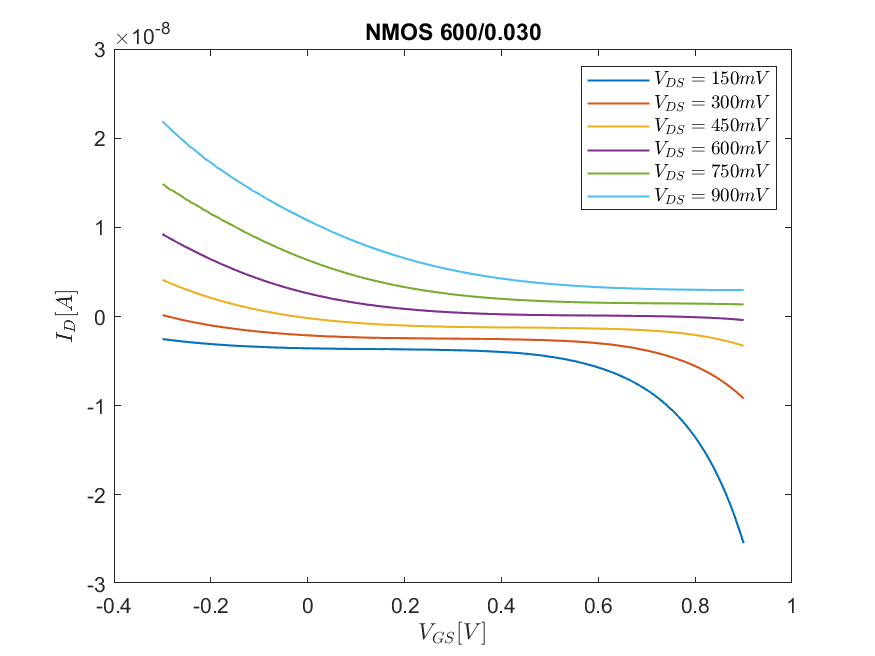 NMOS 600/0.030
×10⁻⁸
3
2
1
0
-1
-2
-3
I_D[A]
V_DS = 150mV
V_DS = 300mV
V_DS = 450mV
V_DS = 600mV
V_DS = 750mV
V_DS = 900mV
-0.4 -0.2 0 0.2 0.4 0.6 0.8 1
V_GS[V]